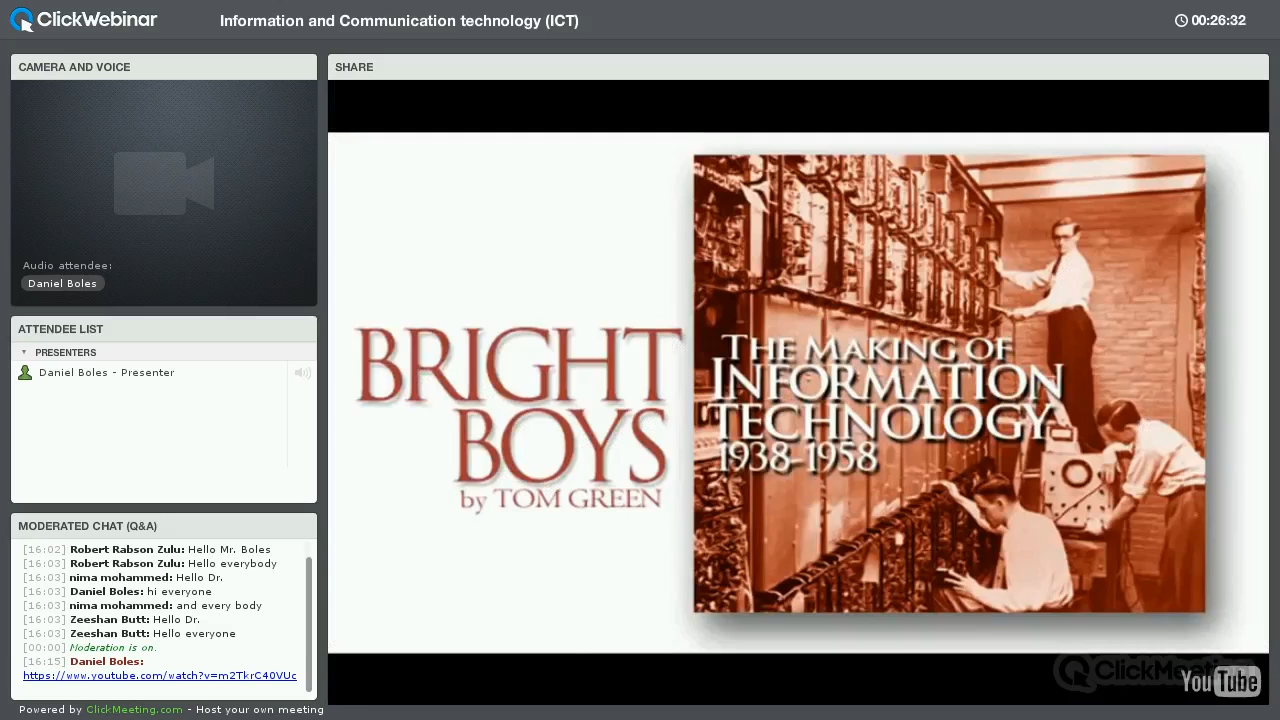 ClickWebinar
Information and Communication technology (ICT)
00:26:32
CAMERA AND VOICE
Audio attendee:
Daniel Boles
ATTENDEE LIST
PRESENTERS
Daniel Boles - Presenter
MODERATED CHAT (Q&A)
[16:02] Robert Rabson Zulu: Hello Mr. Boles
[16:03] Robert Rabson Zulu: Hello everybody
[16:03] nima mohammed: Hello Dr.
[16:03] Daniel Boles: hi everyone
[16:03] nima mohammed: and every body
[16:03] Zeeshan Butt: Hello Dr.
[16:03] Zeeshan Butt: Hello everyone
[00:00] Moderation is on.
[16:15] Daniel Boles:
https://www.youtube.com/watch?v=m2TkrC40VUc
Powered by ClickMeeting.com - Host your own meeting
SHARE
BRIGHT
BOYS
by TOM GREEN
THE MAKING OF
INFORMATION
TECHNOLOGY
1938-1958
ClickMeeting
YouTube